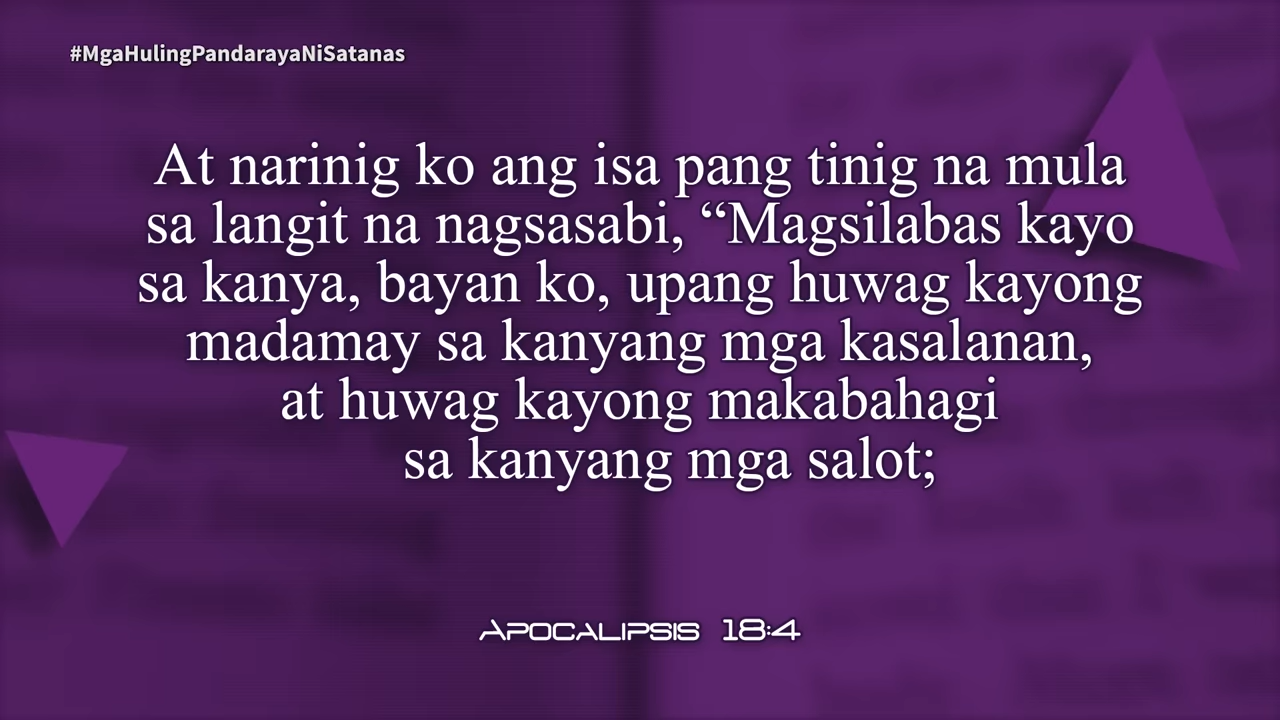 #MgaHulingPandarayaNiSatanas
At narinig ko ang isa pang tinig na mula
sa langit na nagsasabi, “Magsilabas kayo
sa kanya, bayan ko, upang huwag kayong
madamay sa kanyang mga kasalanan,
at huwag kayong makabahagi
sa kanyang mga salot;
Apocalipsis 18:4